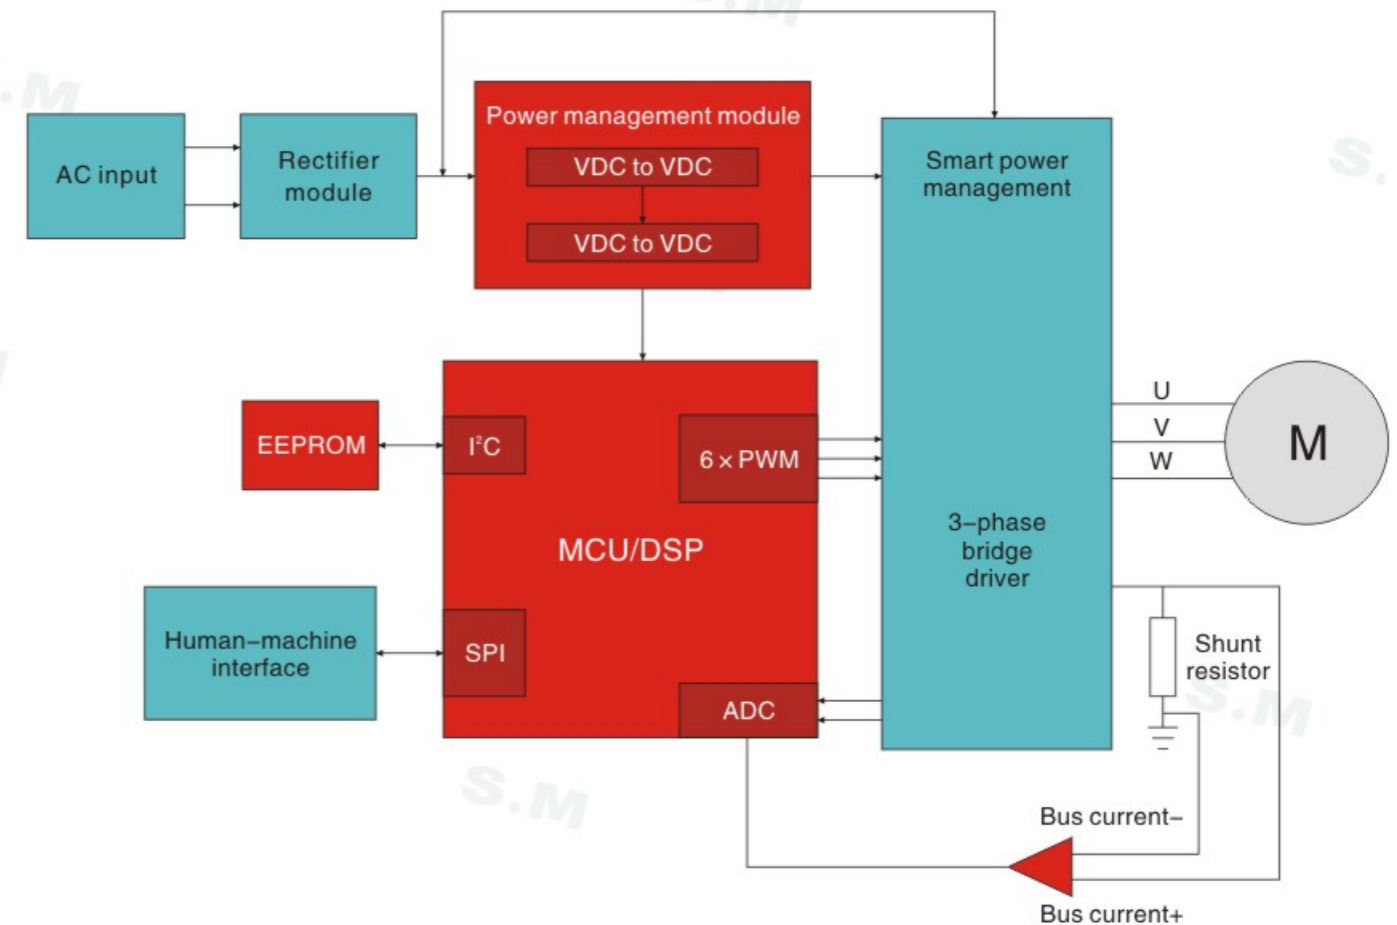 S.M
S.M
S.
Power management module
AC input
Rectifier
module
VDC to VDC
VDC to VDC
Smart power
management
EEPROM
I²C
6 × PWM
U
V
W
M
MCU/DSP
3–phase
bridge
driver
Human–machine
interface
SPI
ADC
Shunt
resistor
S.M
S.M
Bus current–
Bus current+